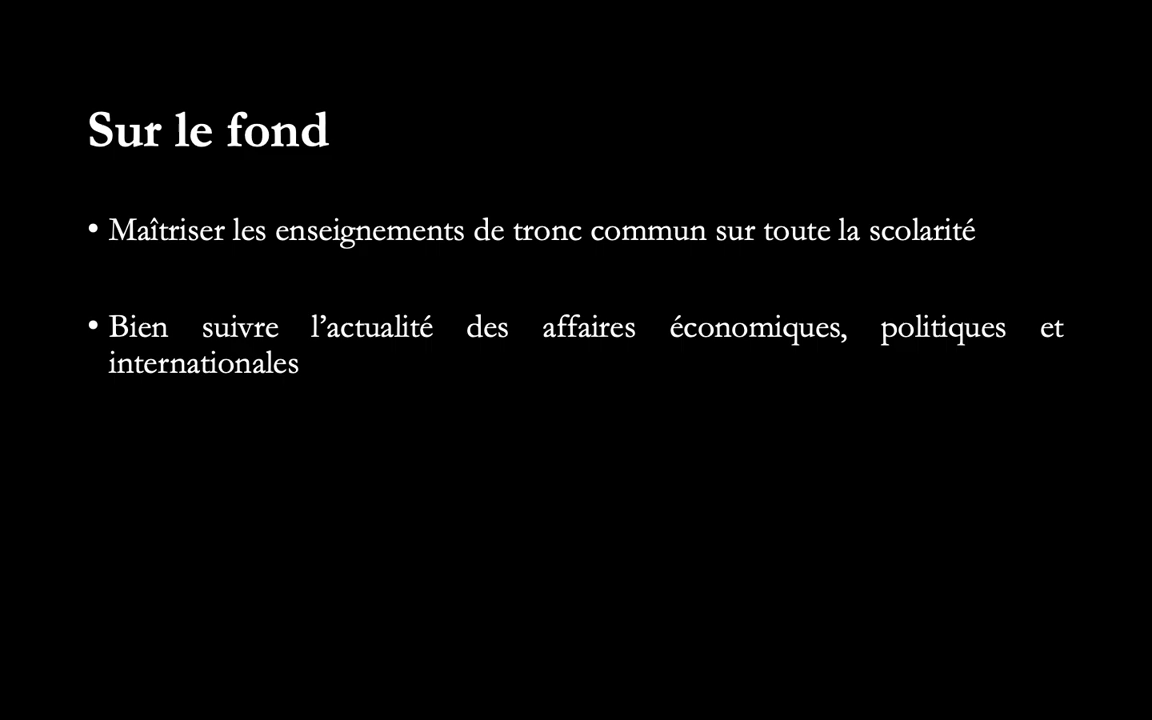 Sur le fond
• Maîtriser les enseignements de tronc commun sur toute la scolarité
• Bien suivre l’actualité des affaires économiques, politiques et
internationales